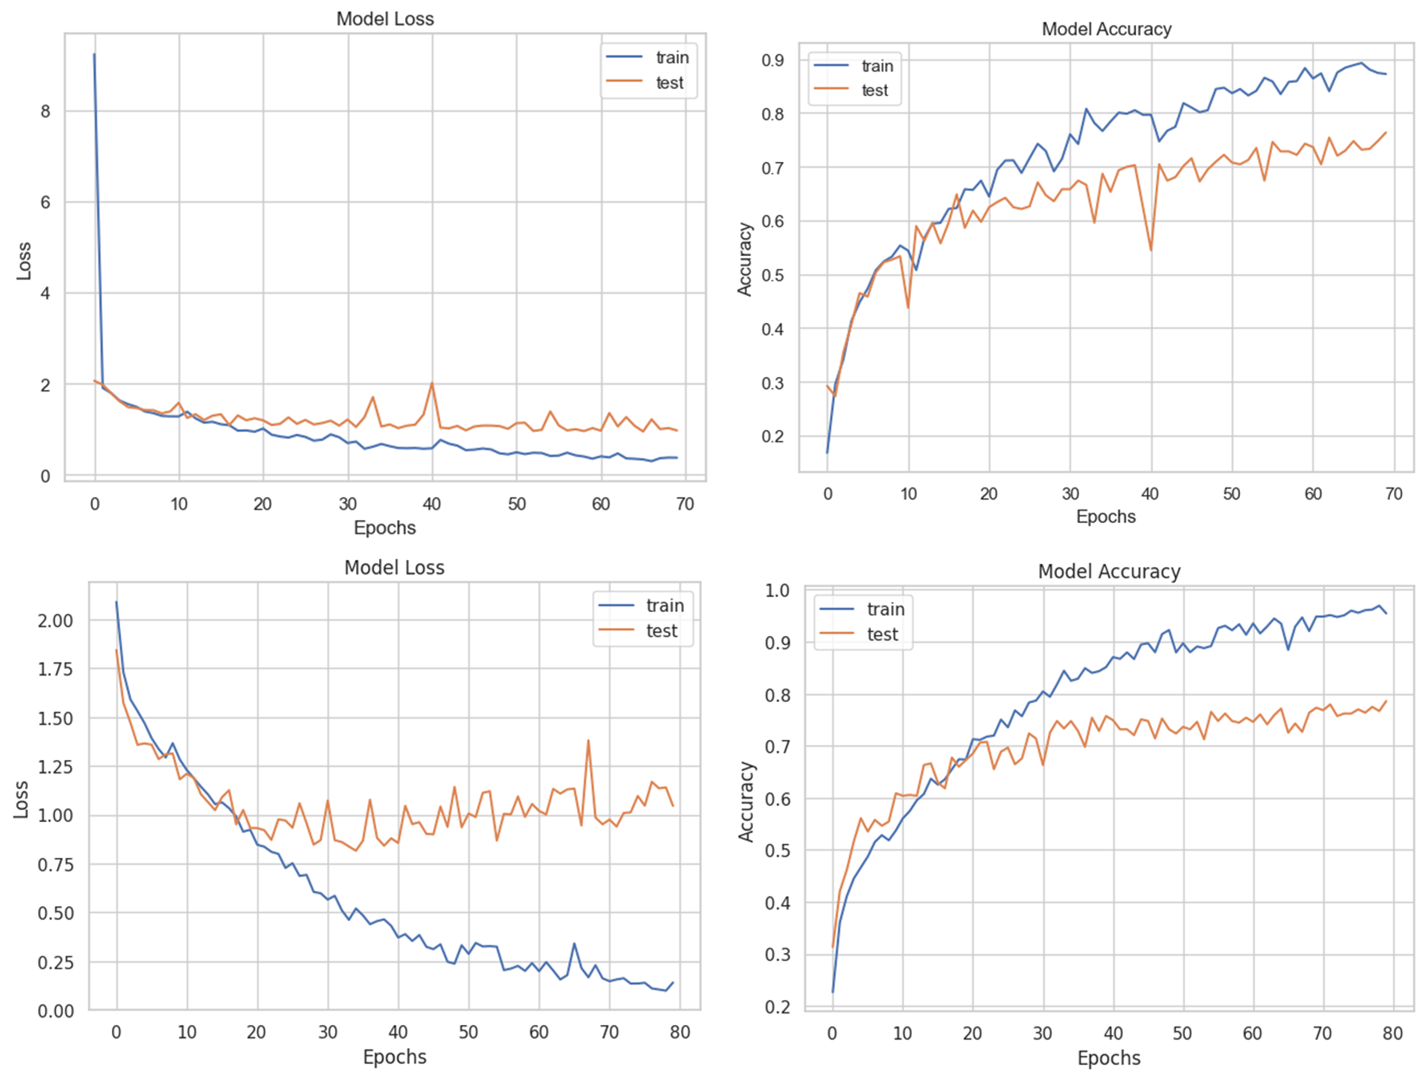 Model Loss
train
test
8
6
4
2
0
Loss
0 10 20 30 40 50 60 70
Epochs
Model Accuracy
train
test
0.9
0.8
0.7
0.6
0.5
0.4
0.3
0.2
Accuracy
0 10 20 30 40 50 60 70
Epochs
Model Loss
train
test
2.00
1.75
1.50
1.25
1.00
0.75
0.50
0.25
0.00
Loss
0 10 20 30 40 50 60 70 80
Epochs
Model Accuracy
train
test
1.0
0.9
0.8
0.7
0.6
0.5
0.4
0.3
0.2
Accuracy
0 10 20 30 40 50 60 70 80
Epochs